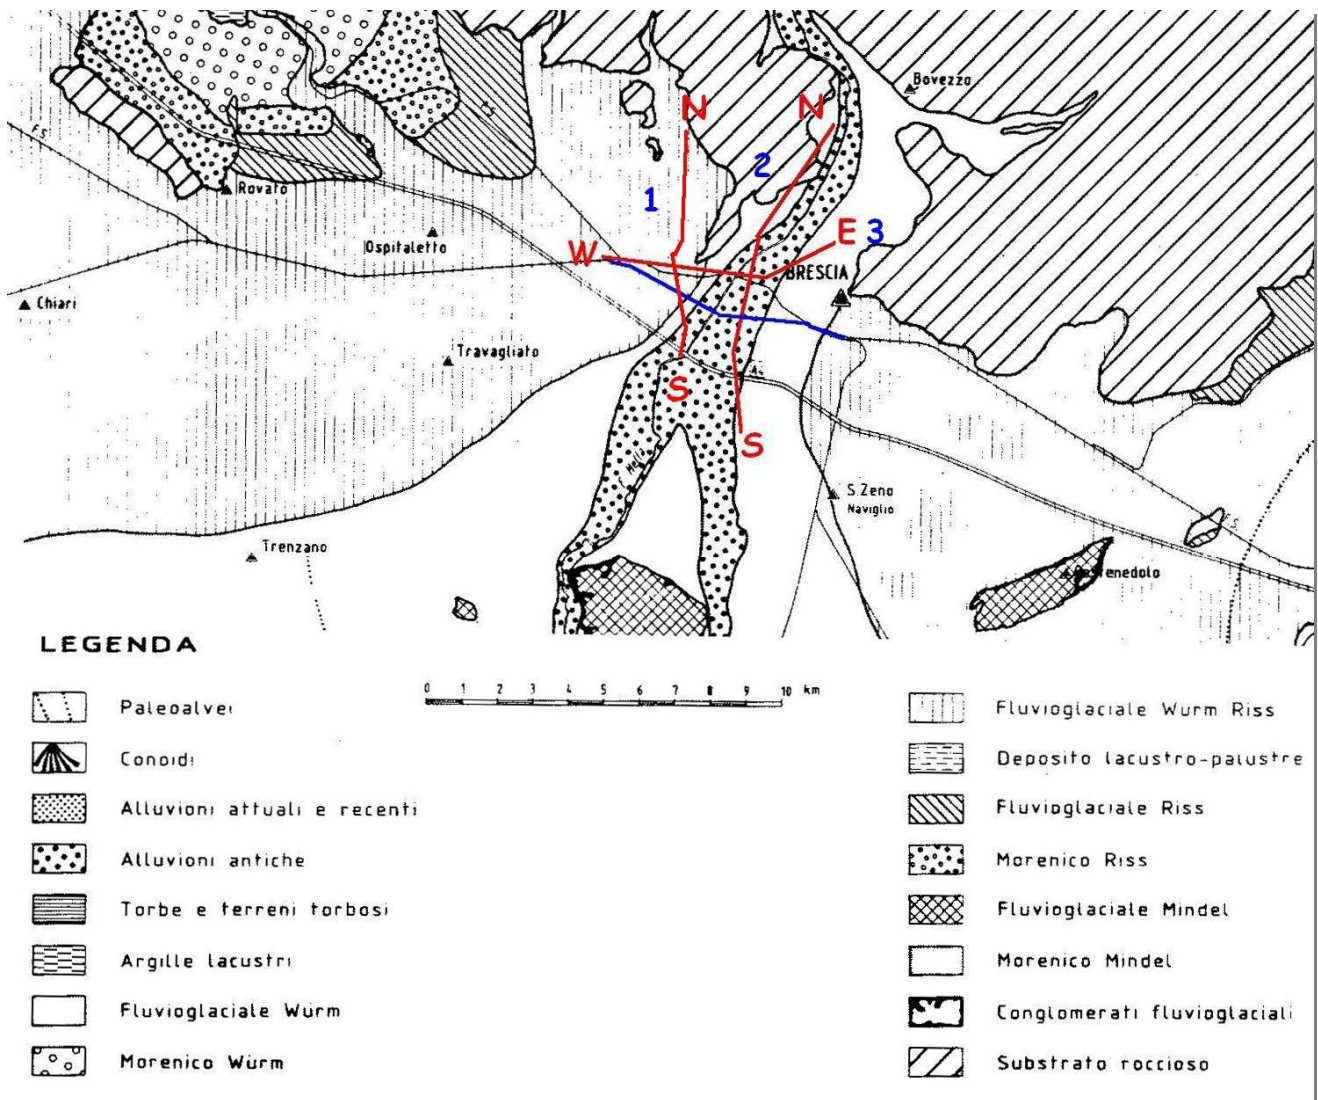 F.S.
Bovezzo
N
N
F.S.
F.S.
2
Rovato
1
Ospitaletto
W
E
3
BRESCIA
Chiari
Travagliato
A4
S
S
Mella
S. Zeno
Naviglio
F.S.
Trenzano
LEGENDA
0 1 2 3 4 5 6 7 8 9 10 km
Paleoalvei
Conoidi
Alluvioni attuali e recenti
Alluvioni antiche
Torbe e terreni torbosi
Argille lacustri
Fluvioglaciale Würm
Morenico Würm
Fluvioglaciale Wurm Riss
Deposito lacustro-palustre
Fluvioglaciale Riss
Morenico Riss
Fluvioglaciale Mindel
Morenico Mindel
Conglomerati fluvioglaciali
Substrato roccioso